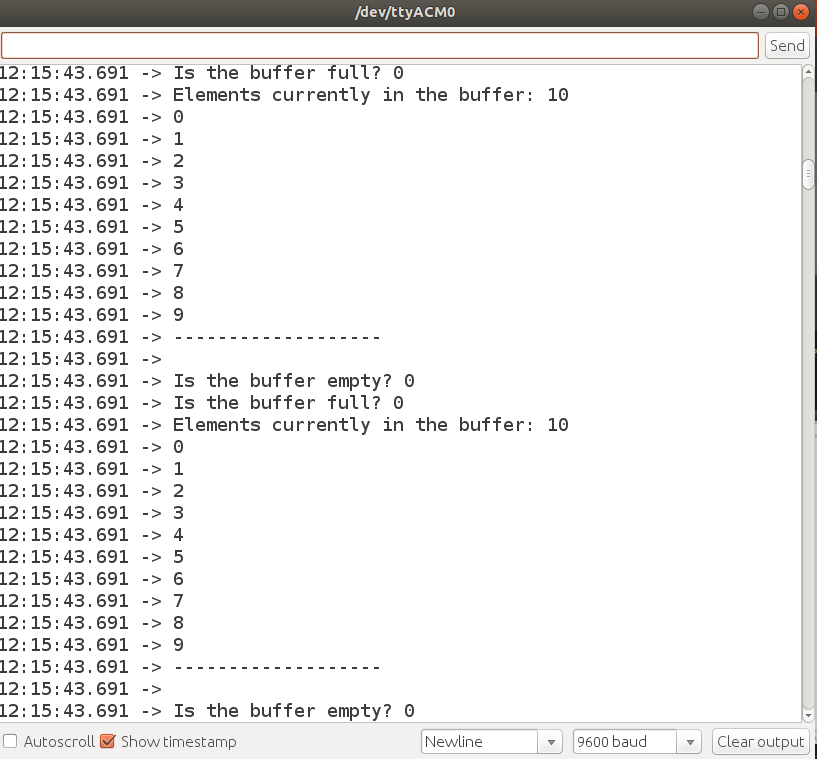 /dev/ttyACM0
Send
12:15:43.691 -> Is the buffer full? 0
12:15:43.691 -> Elements currently in the buffer: 10
12:15:43.691 -> 0
12:15:43.691 -> 1
12:15:43.691 -> 2
12:15:43.691 -> 3
12:15:43.691 -> 4
12:15:43.691 -> 5
12:15:43.691 -> 6
12:15:43.691 -> 7
12:15:43.691 -> 8
12:15:43.691 -> 9
12:15:43.691 -> -------------------
12:15:43.691 ->
12:15:43.691 -> Is the buffer empty? 0
12:15:43.691 -> Is the buffer full? 0
12:15:43.691 -> Elements currently in the buffer: 10
12:15:43.691 -> 0
12:15:43.691 -> 1
12:15:43.691 -> 2
12:15:43.691 -> 3
12:15:43.691 -> 4
12:15:43.691 -> 5
12:15:43.691 -> 6
12:15:43.691 -> 7
12:15:43.691 -> 8
12:15:43.691 -> 9
12:15:43.691 -> -------------------
12:15:43.691 ->
12:15:43.691 -> Is the buffer empty? 0
Autoscroll Show timestamp Newline 9600 baud Clear output